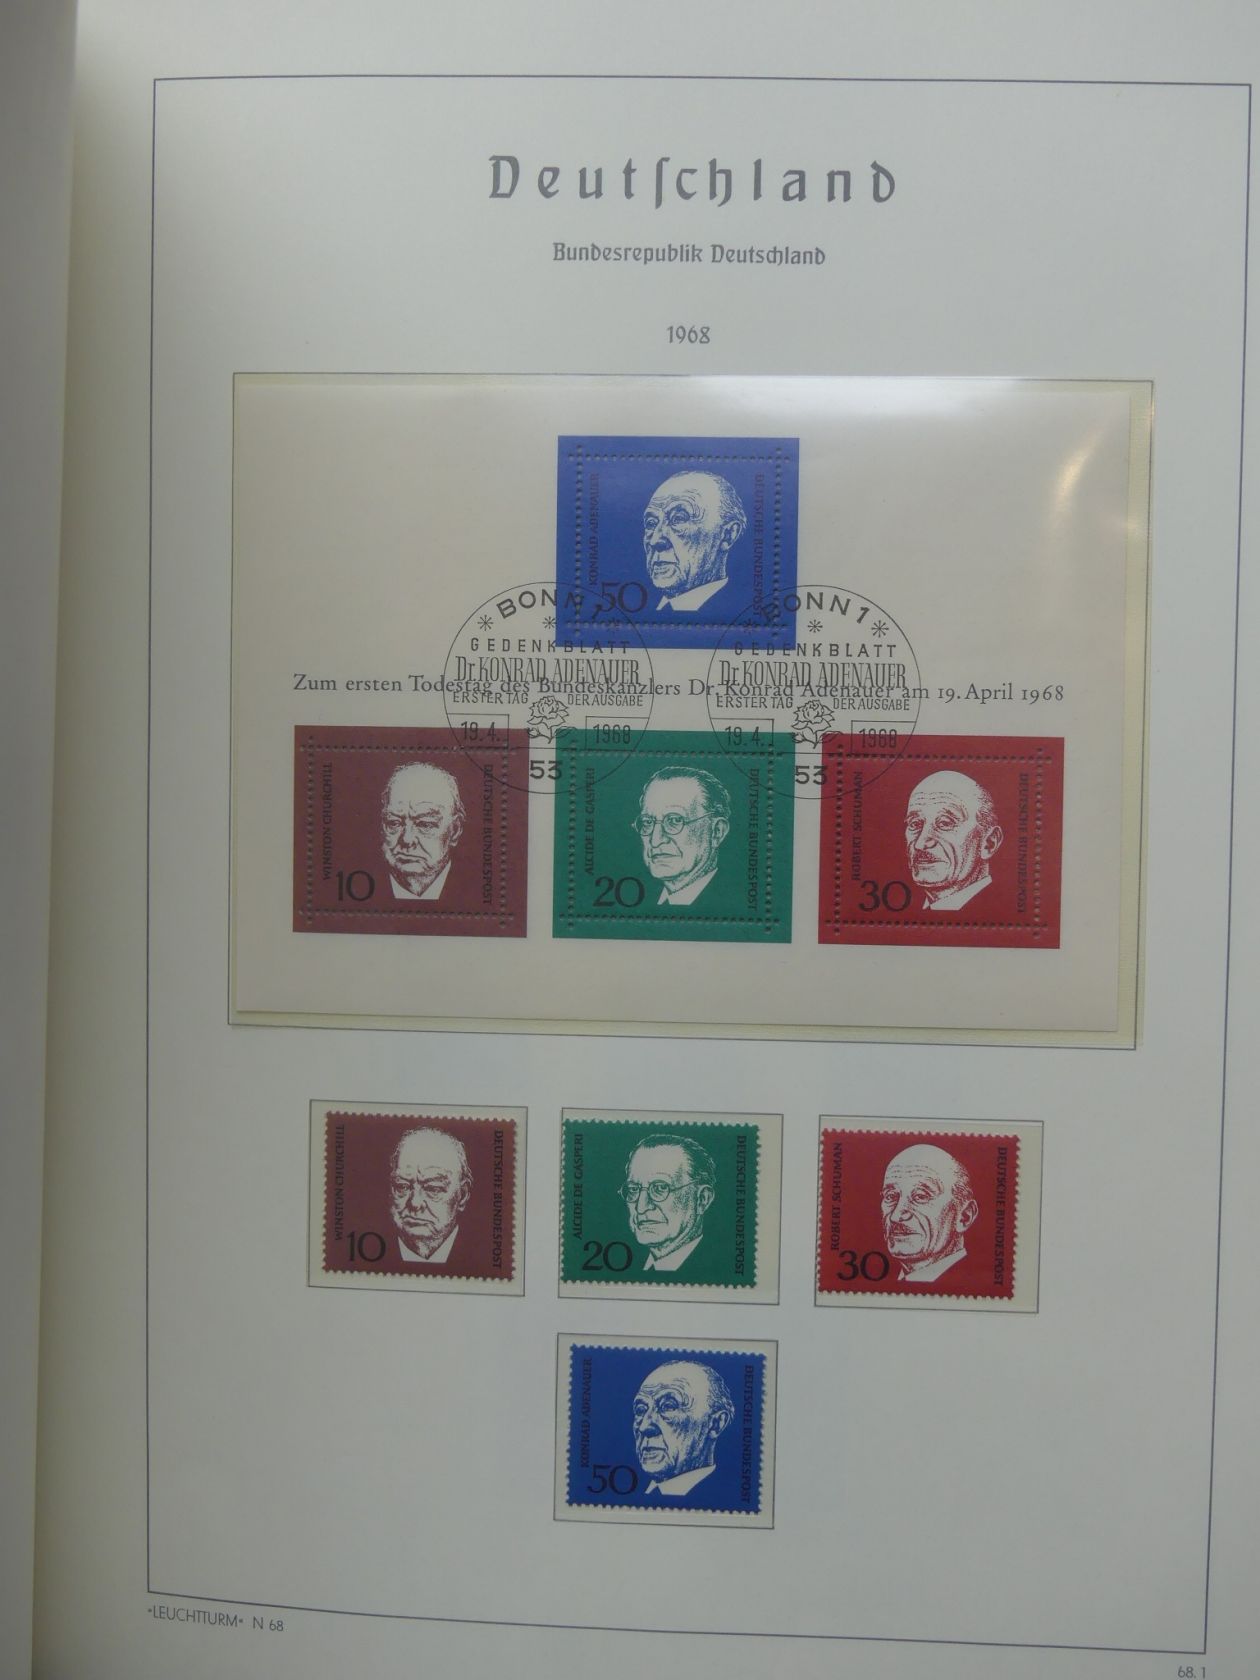 Deutſchland
Bundesrepublik Deutschland
1968
KONRAD ADENAUER
DEUTSCHE BUNDESPOST
50
BONN 1
GEDENKBLATT
Dr. KONRAD ADENAUER
ERSTER TAG DER AUSGABE
19.4. 1968
53
BONN 1
GEDENKBLATT
Dr. KONRAD ADENAUER
ERSTER TAG DER AUSGABE
19.4. 1968
53
Zum ersten Todestag des Bundeskanzlers Dr. Konrad Adenauer am 19. April 1968
WINSTON CHURCHILL
DEUTSCHE BUNDESPOST
10
ALCIDE DE GASPERI
DEUTSCHE BUNDESPOST
20
ROBERT SCHUMAN
DEUTSCHE BUNDESPOST
30
WINSTON CHURCHILL
DEUTSCHE BUNDESPOST
10
ALCIDE DE GASPERI
DEUTSCHE BUNDESPOST
20
ROBERT SCHUMAN
DEUTSCHE BUNDESPOST
30
KONRAD ADENAUER
DEUTSCHE BUNDESPOST
50
»LEUCHTTURM« N 68
68.1